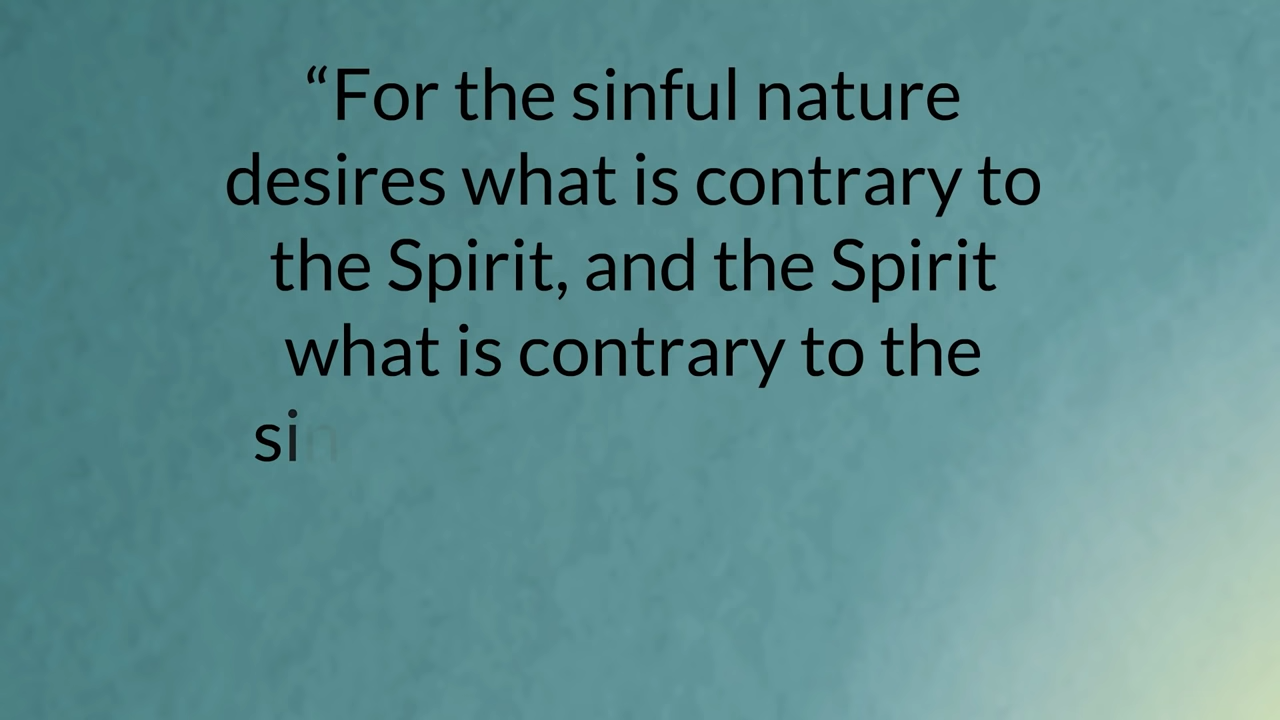 “For the sinful nature
desires what is contrary to
the Spirit, and the Spirit
what is contrary to the
sin